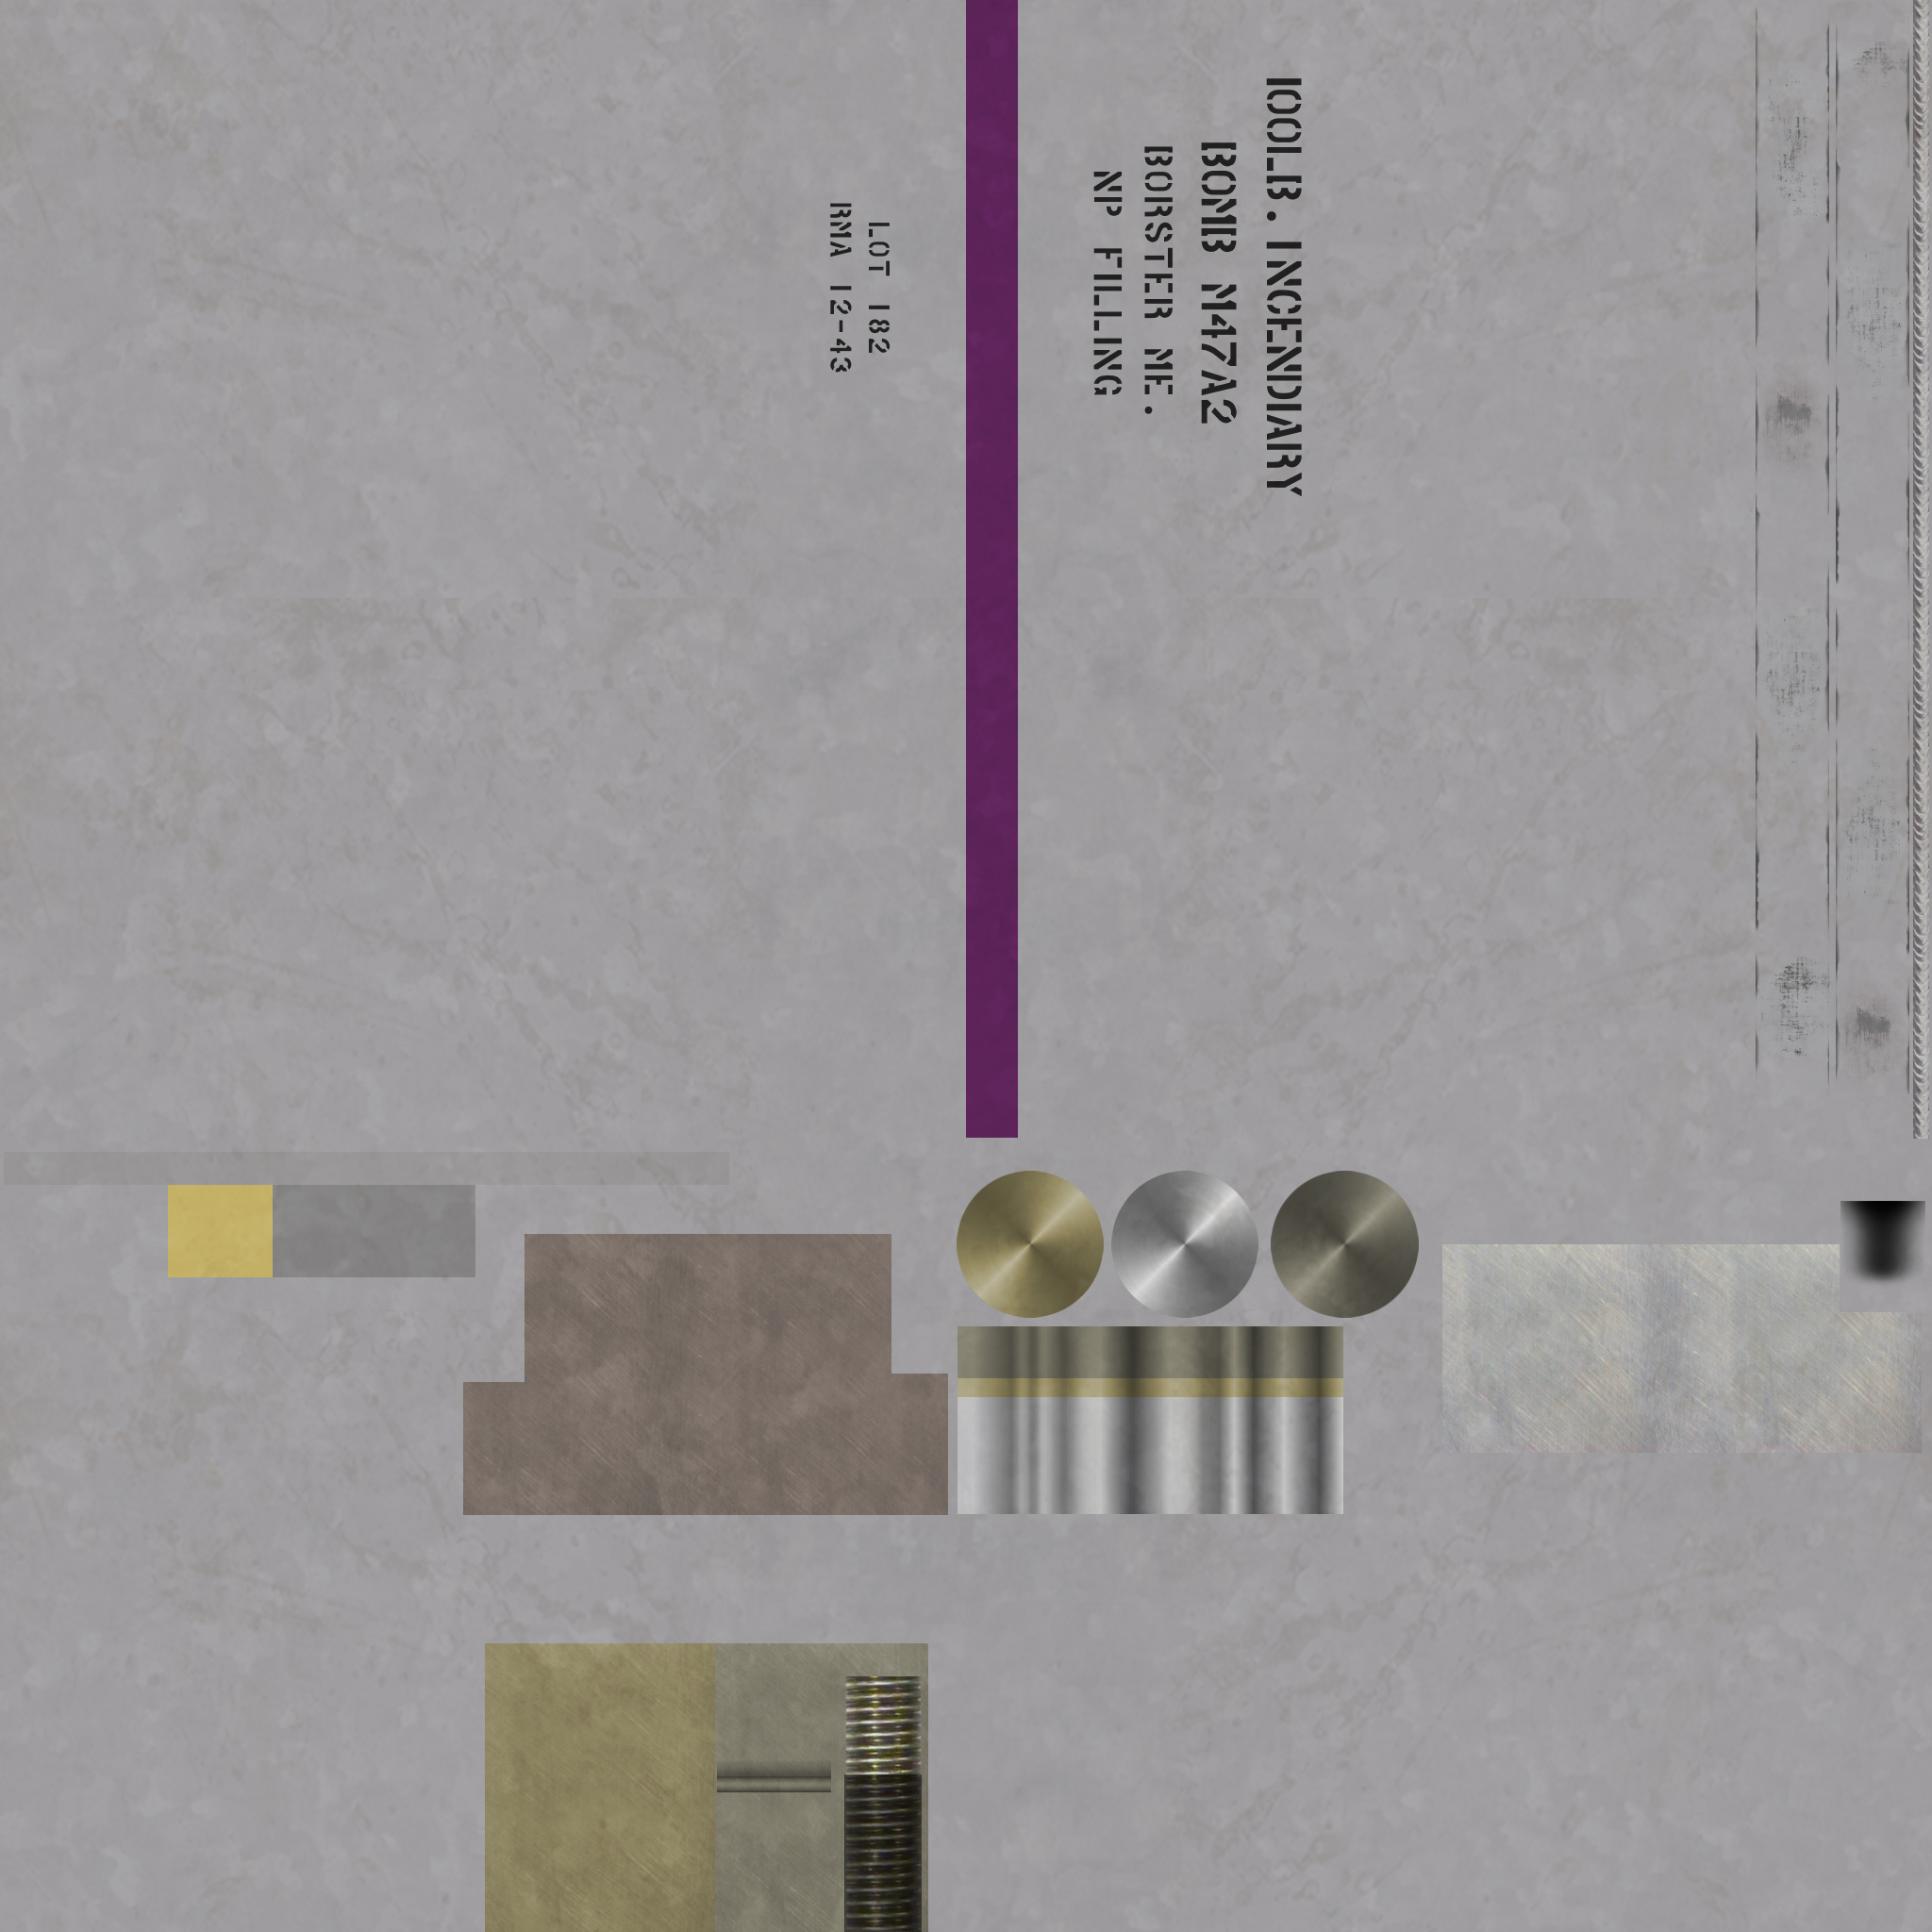 100LB. INCENDIARY
BOMB M47A2
BORSTER ME.
NP FILLING
LOT 182
RMA 12-43